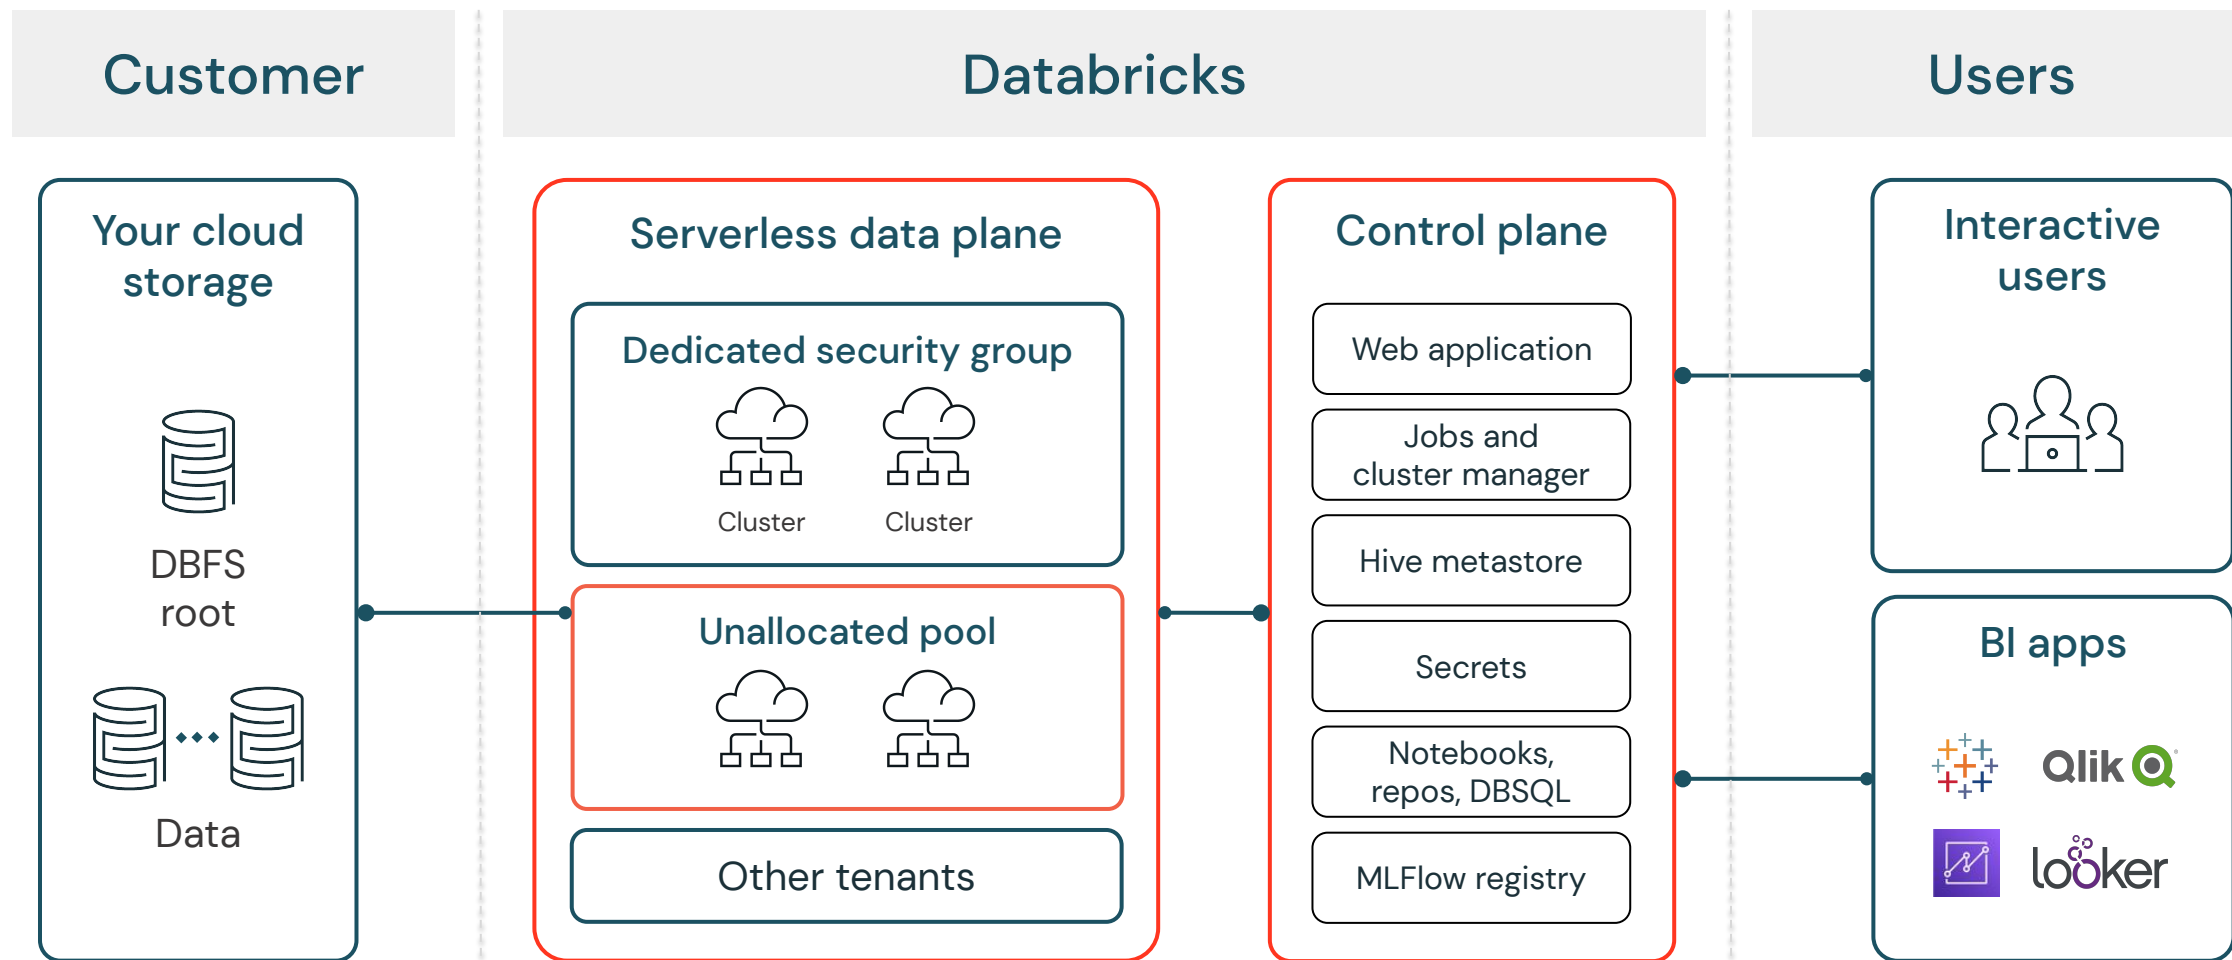 Customer
Databricks
Users
Your cloud
storage
DBFS
root
Data
Serverless data plane
Dedicated security group
Cluster
Cluster
Unallocated pool
Other tenants
Control plane
Web application
Jobs and
cluster manager
Hive metastore
Secrets
Notebooks,
repos, DBSQL
MLFlow registry
Interactive
users
BI apps
Qlik
looker